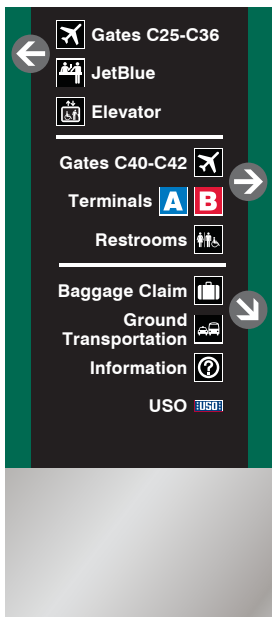 Gates C25-C36
JetBlue
Elevator
Gates C40-C42
Terminals A B
Restrooms
Baggage Claim
Ground
Transportation
Information ?
USO USO